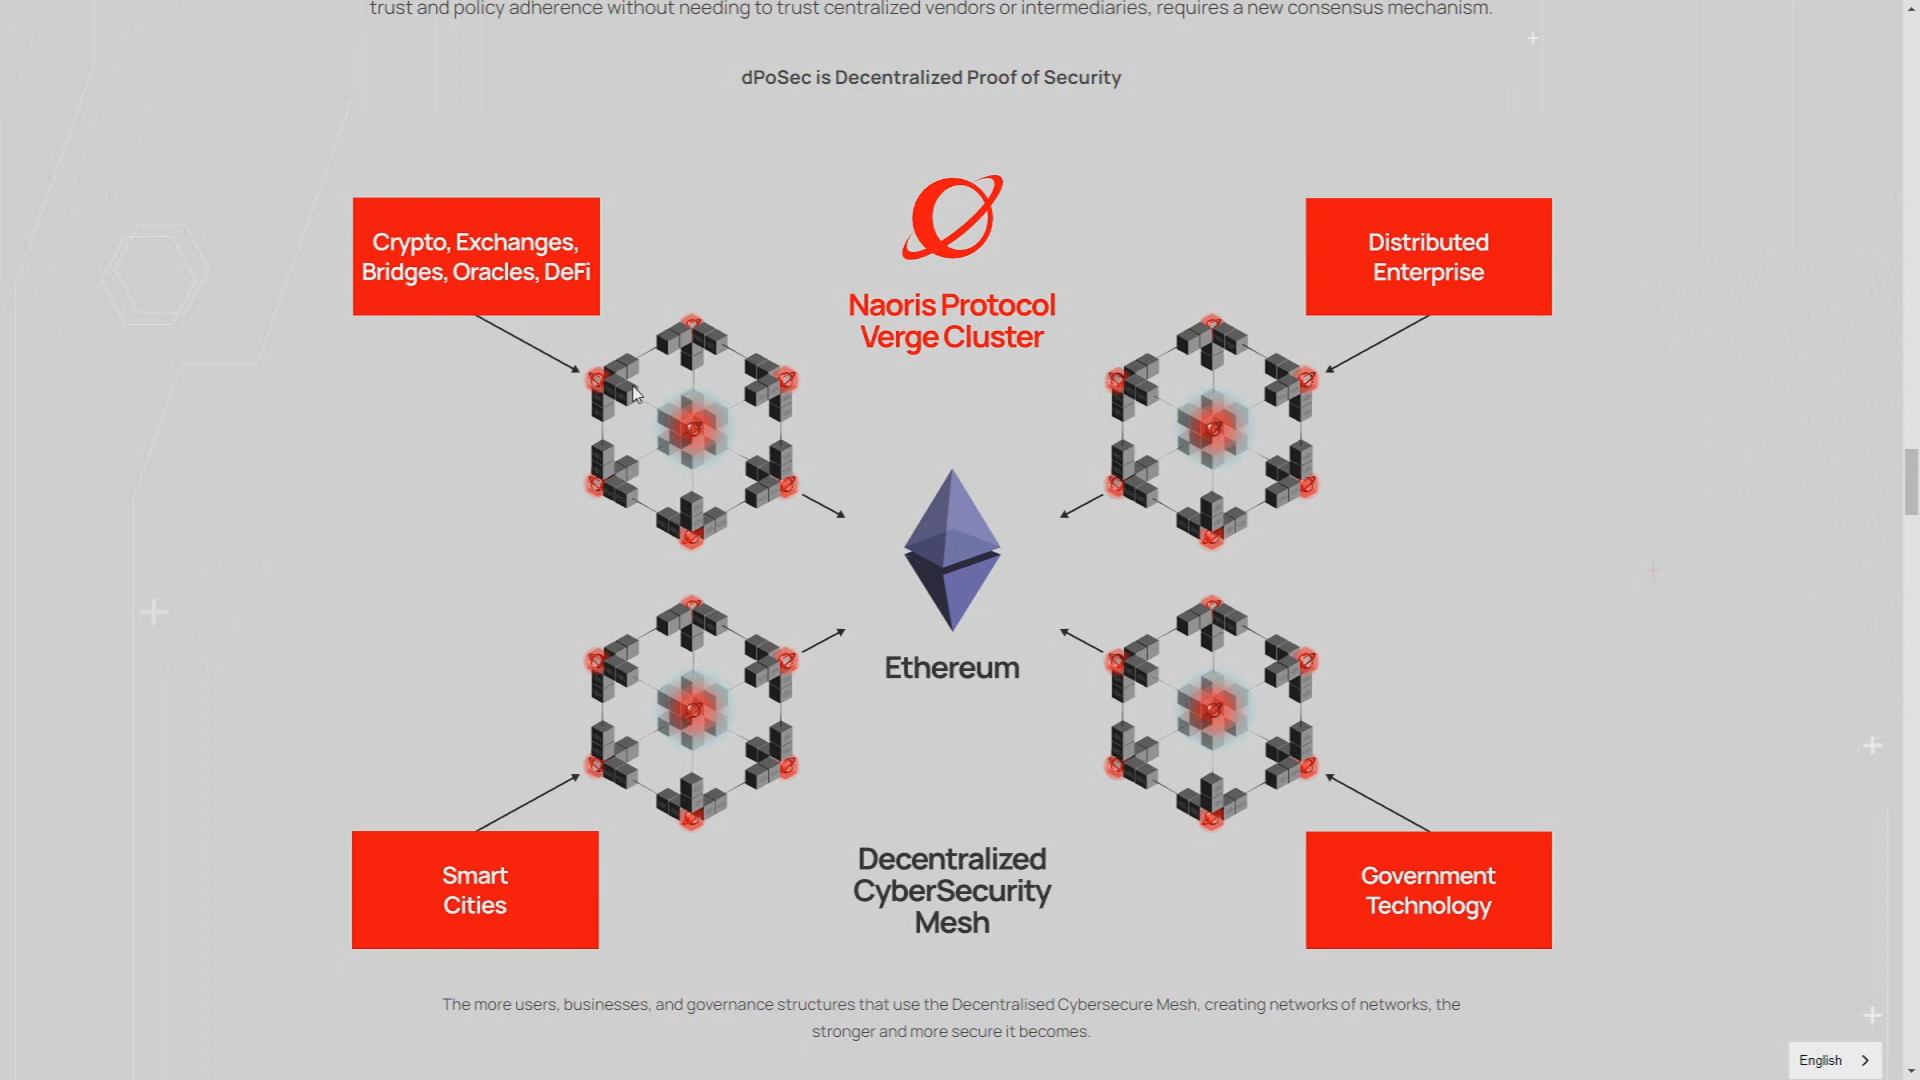 trust and policy adherence without needing to trust centralized vendors or intermediaries, requires a new consensus mechanism.
dPoSec is Decentralized Proof of Security
Crypto, Exchanges,
Bridges, Oracles, DeFi
Naoris Protocol
Verge Cluster
Distributed
Enterprise
Ethereum
Smart
Cities
Decentralized
CyberSecurity
Mesh
Government
Technology
The more users, businesses, and governance structures that use the Decentralised Cybersecure Mesh, creating networks of networks, the
stronger and more secure it becomes.
English